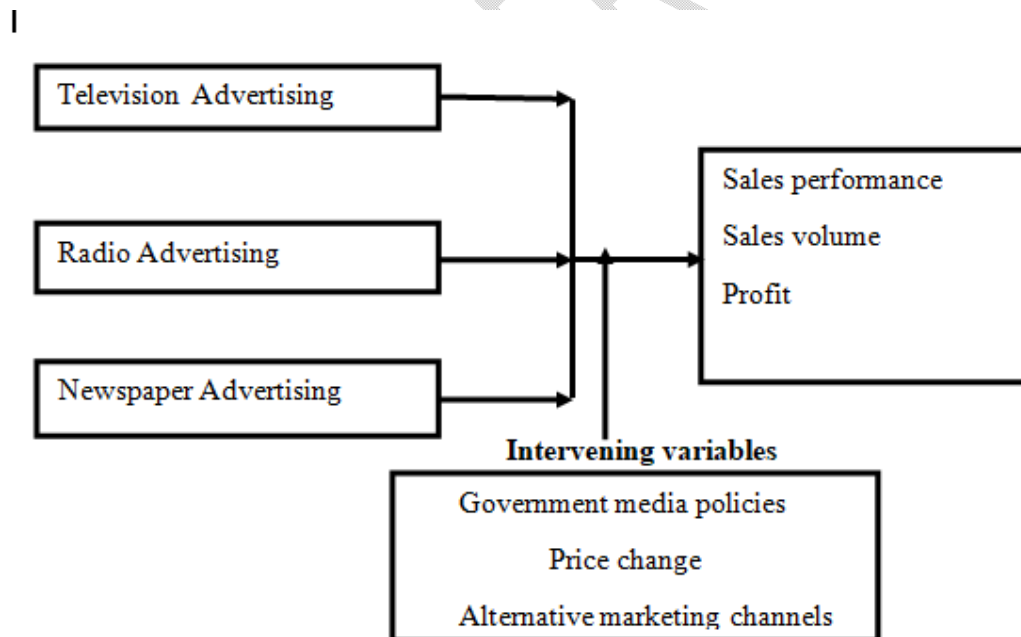 I
Television Advertising
Radio Advertising
Newspaper Advertising
Sales performance
Sales volume
Profit
Intervening variables
Government media policies
Price change
Alternative marketing channels